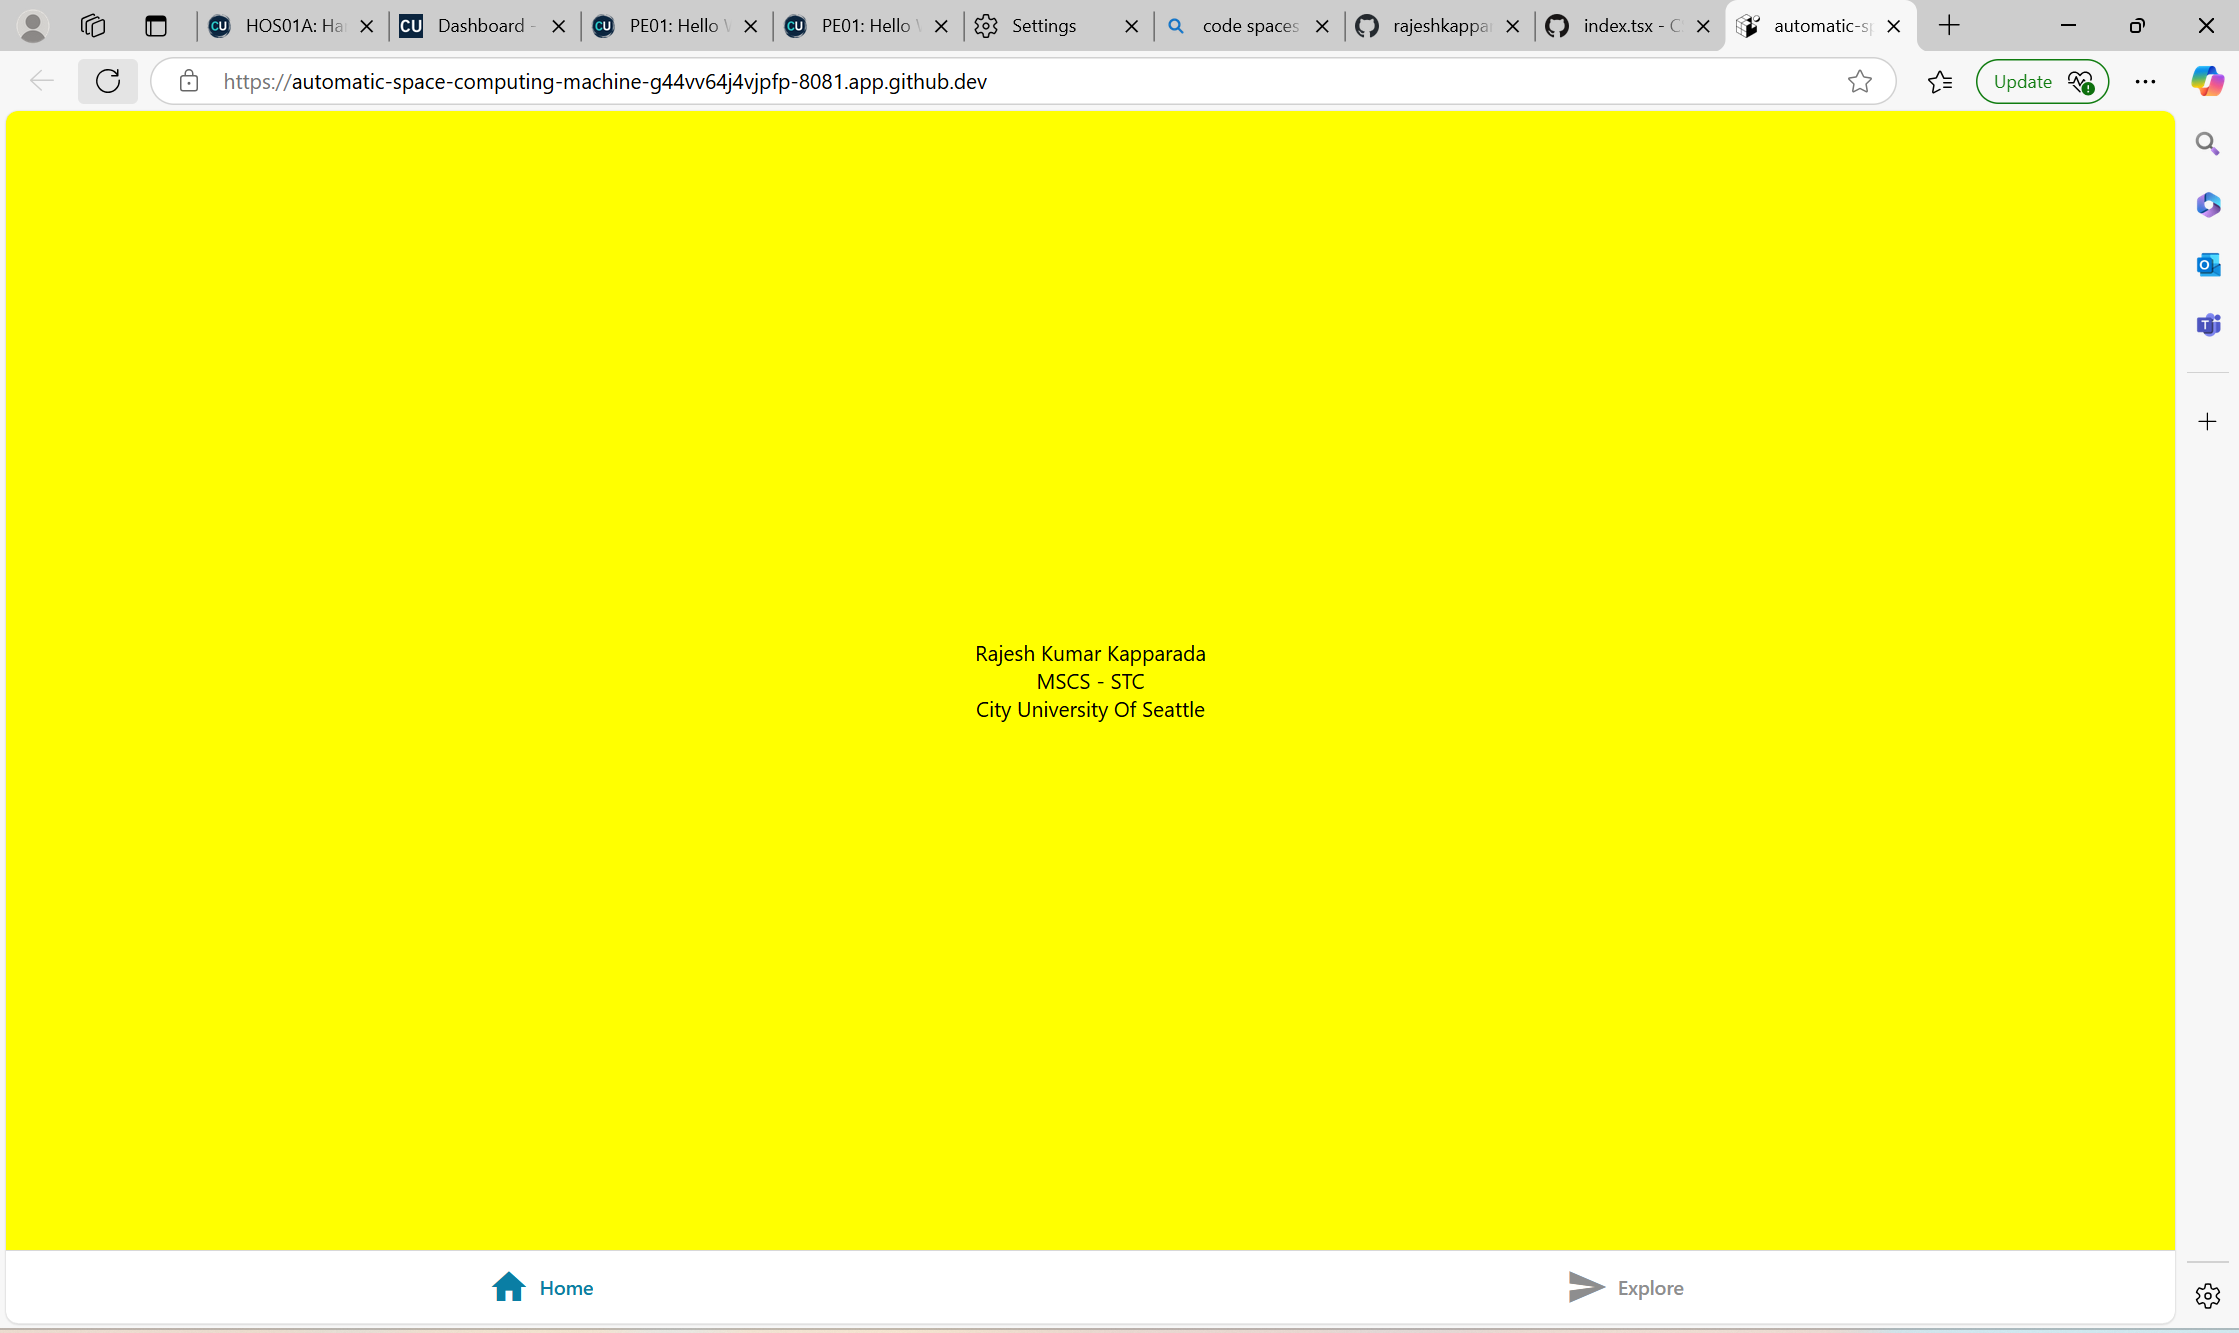 HOS01A: Ha
Dashboard -
PE01: Hello
PE01: Hello
Settings
code spaces
rajeshkappa
index.tsx - C
automatic-s
https://automatic-space-computing-machine-g44vv64j4vjpfp-8081.app.github.dev
Update
Rajesh Kumar Kapparada
MSCS - STC
City University Of Seattle
Home
Explore